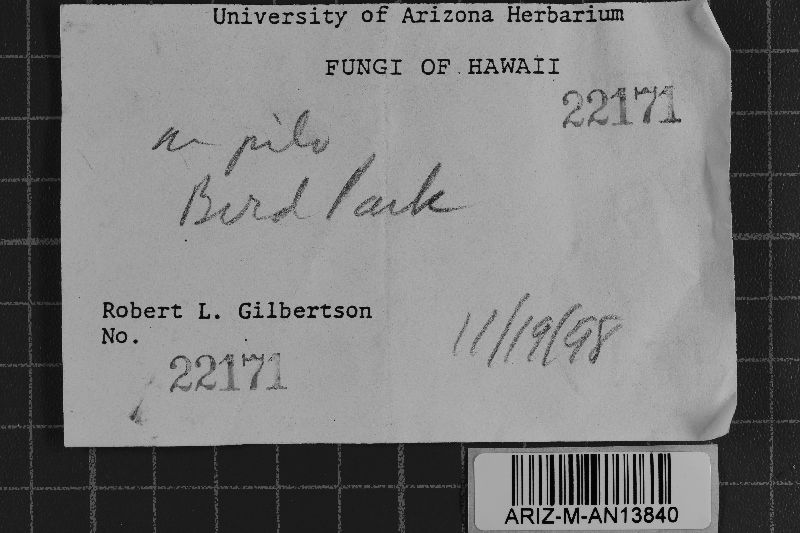 University of Arizona Herbarium
FUNGI OF HAWAII
22171
on pilo
Bird Park
Robert L. Gilbertson
No.
22171
11/19/98
ARIZ-M-AN13840